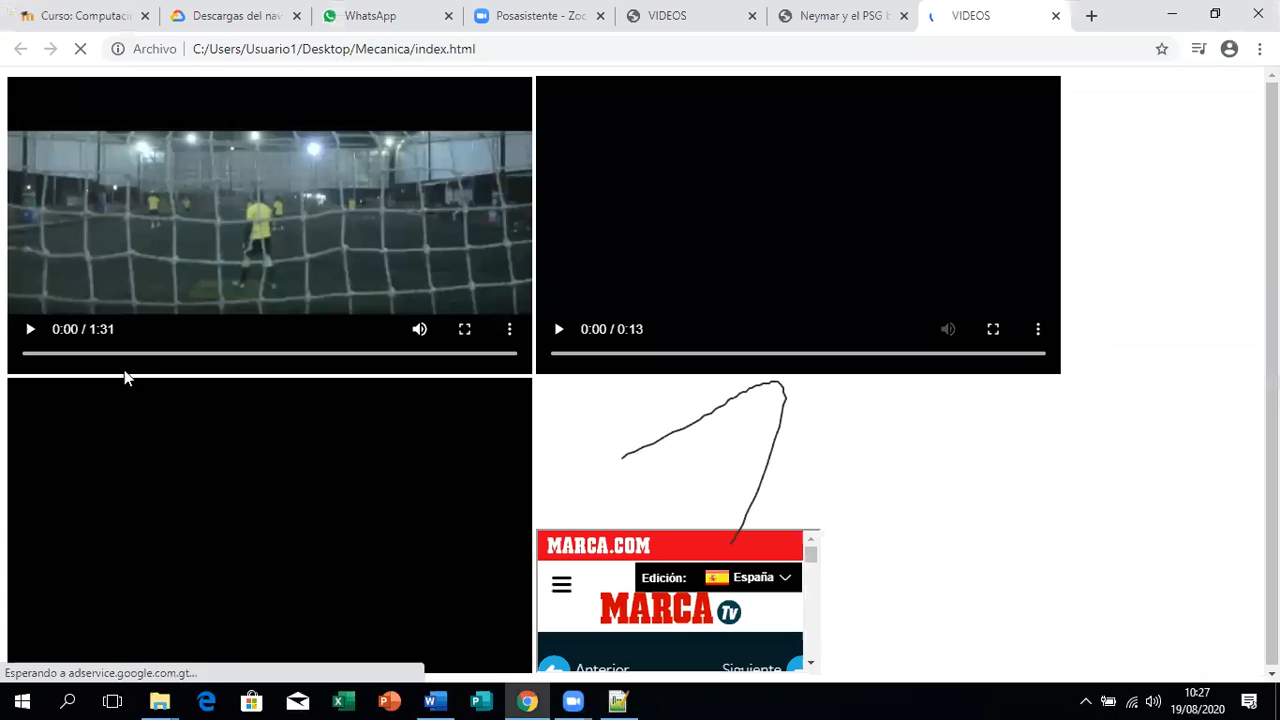 Curso: Computaci
Descargas del nav
WhatsApp
Posasistente - Zoo
VIDEOS
Neymar y el PSG b
VIDEOS
Archivo
C:/Users/Usuario1/Desktop/Mecanica/index.html
0:00 / 1:31
0:00 / 0:13
MARCA.COM
Edición:
España
MARCA Tv
Anterior
Siguiente
Esperando a adservice.google.com.gt...
10:27
19/08/2020